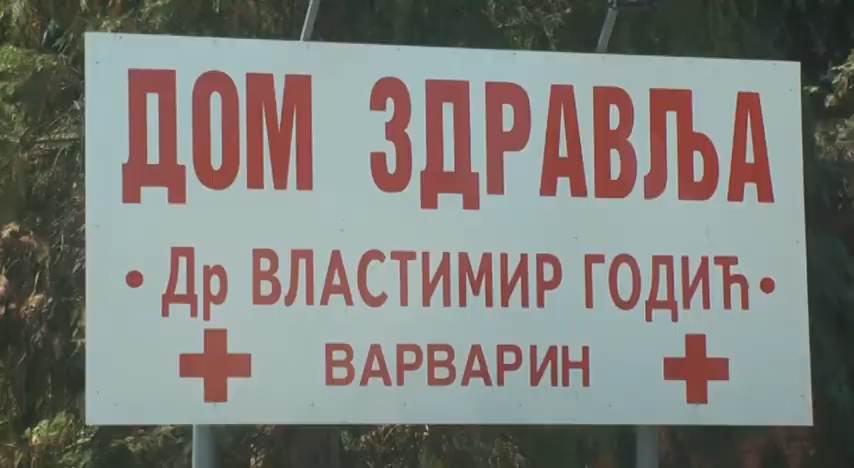 ДОМ ЗДРАВЉА
• Др ВЛАСТИМИР ГОДИЋ •
ВАРВАРИН